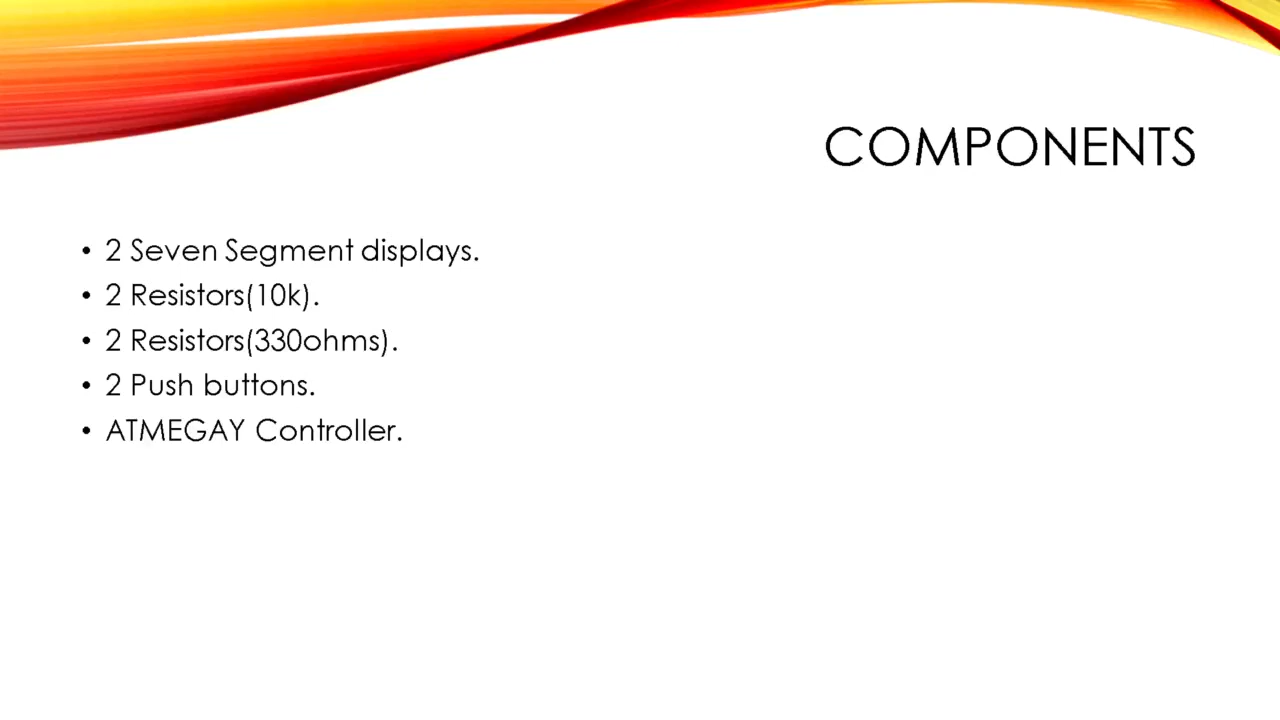 COMPONENTS
• 2 Seven Segment displays.
• 2 Resistors(10k).
• 2 Resistors(330ohms).
• 2 Push buttons.
• ATMEGAY Controller.